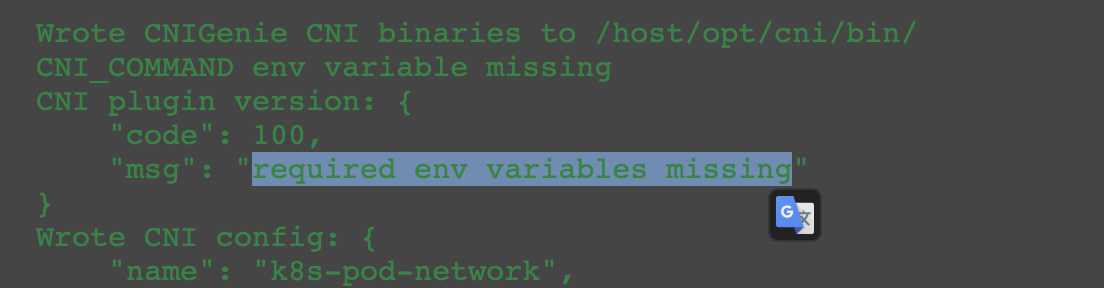 Wrote CNIGenie CNI binaries to /host/opt/cni/bin/
CNI_COMMAND env variable missing
CNI plugin version: {
    "code": 100,
    "msg": "required env variables missing"
}
Wrote CNI config: {
    "name": "k8s-pod-network",